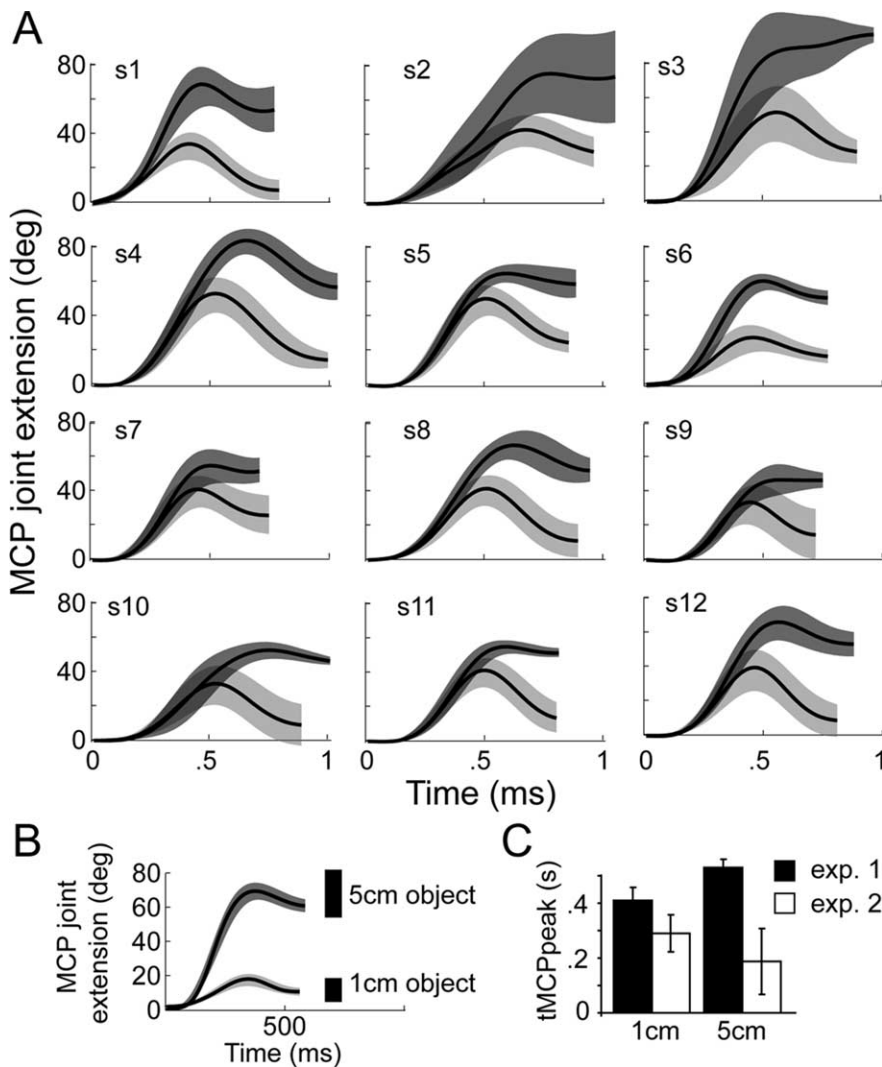 A
MCP joint extension (deg)
s1
s2
s3
80
40
0
s4
s5
s6
80
40
0
s7
s8
s9
80
40
0
s10
s11
s12
80
40
0
0 .5 1
0 .5 1
0 .5 1
Time (ms)
B
MCP joint
extension (deg)
80
60
40
20
0
500
Time (ms)
5cm object
1cm object
C
tMCPpeak (s)
.4
.2
0
1cm 5cm
exp. 1
exp. 2